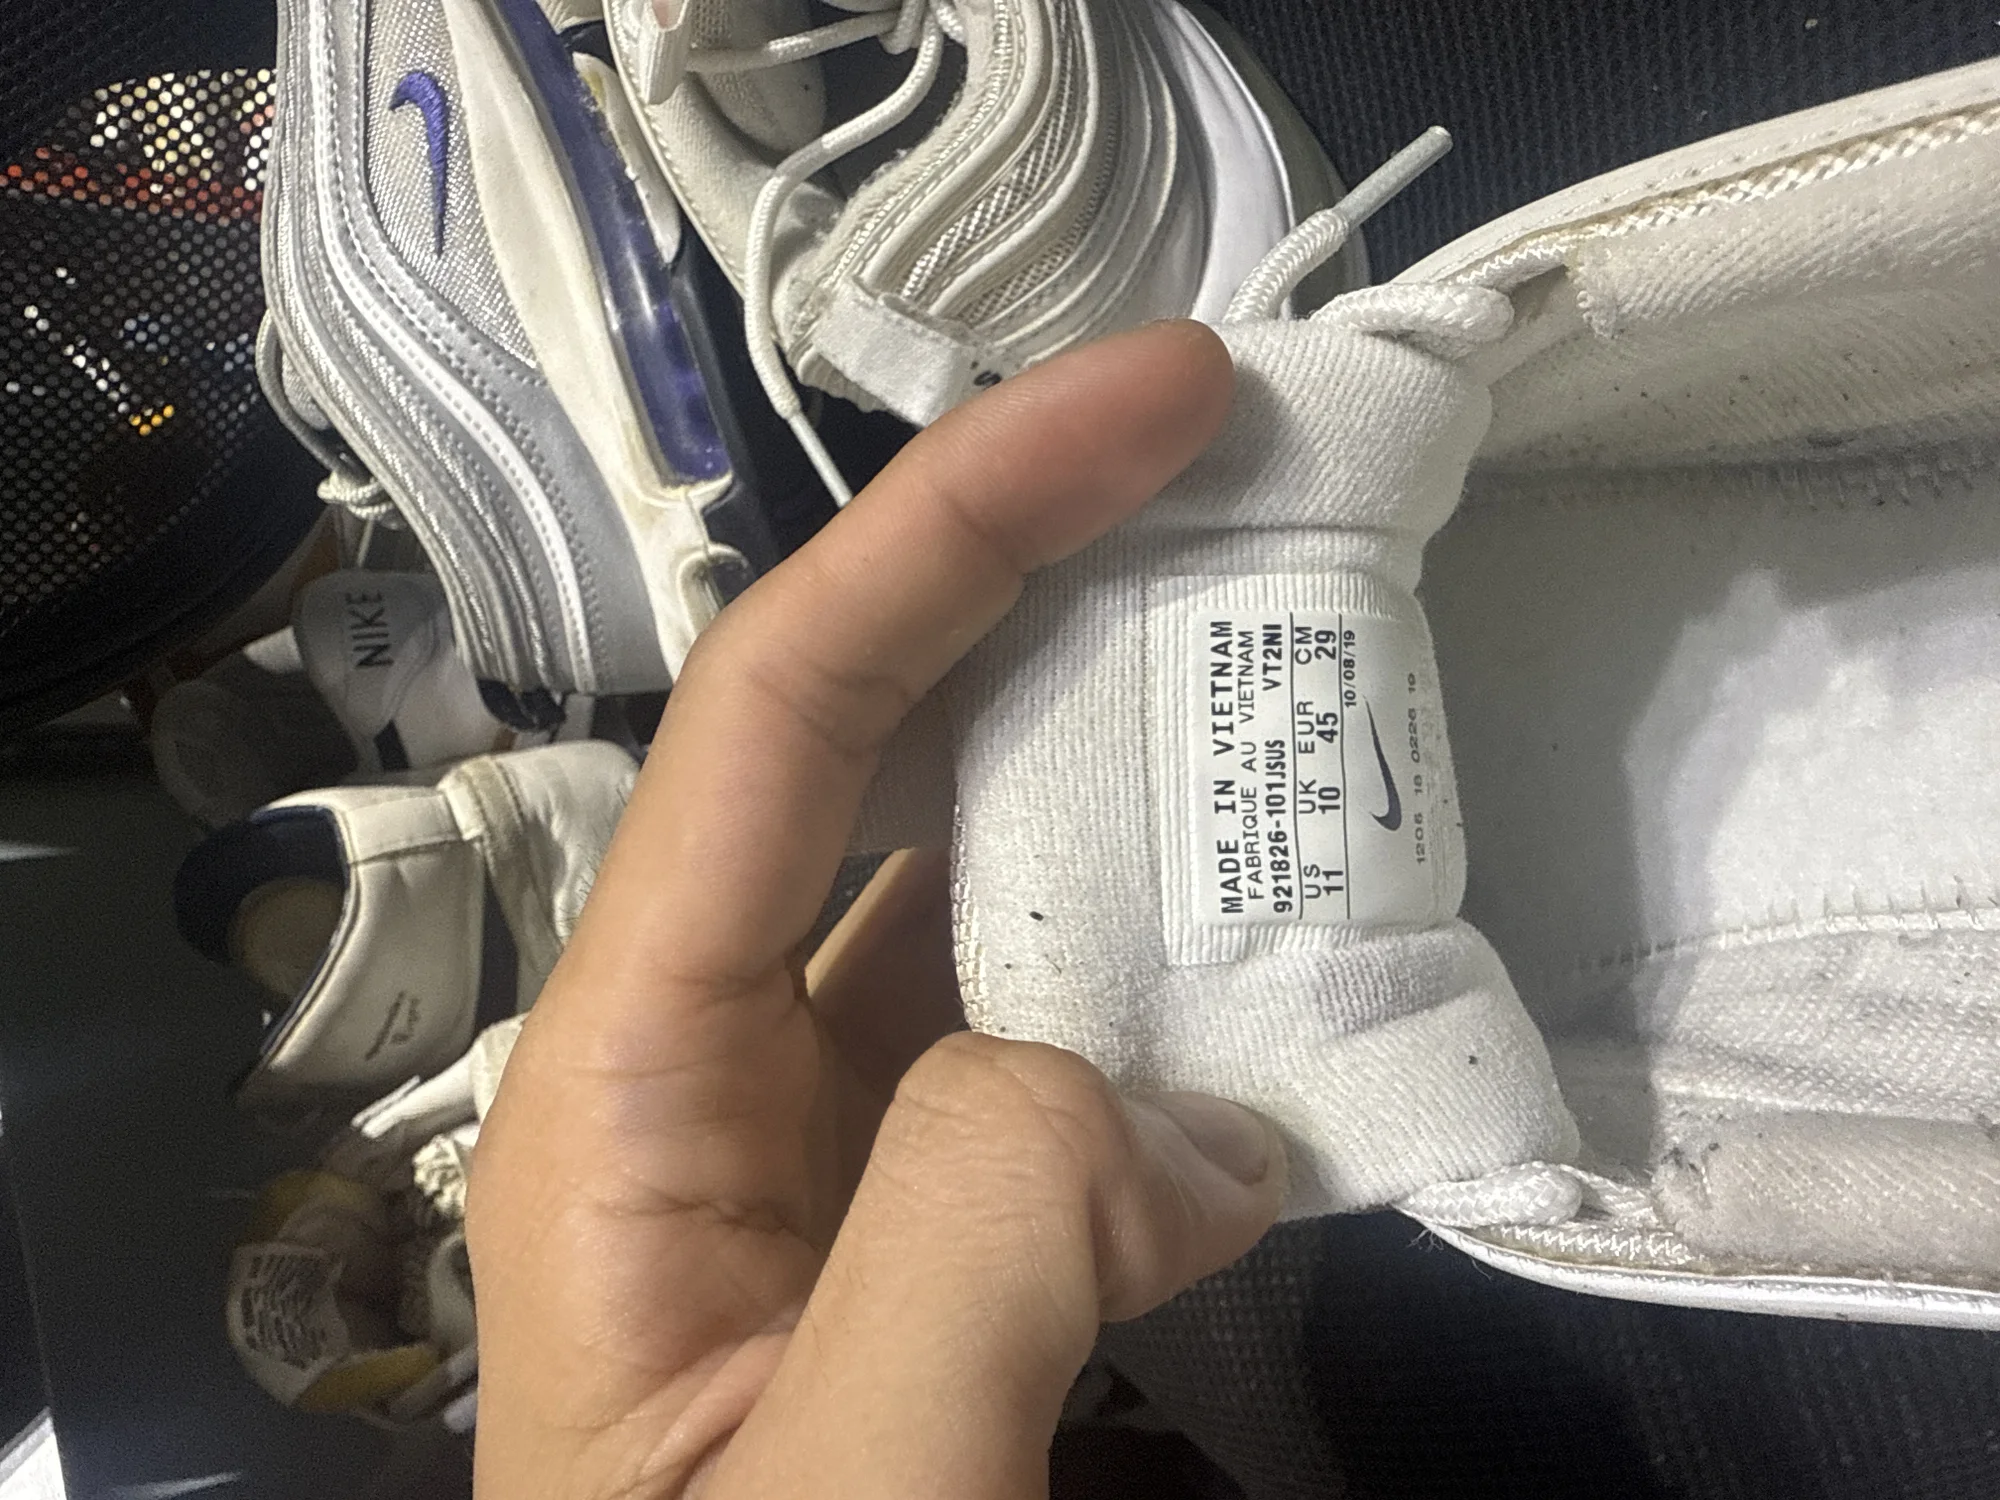 MADE IN VIETNAM
FABRIQUE AU VIETNAM
921826-101JSUS VT2NI
US UK EUR CM
11 10 45 29
10/08/19
1205 18 0226 19
NIKE